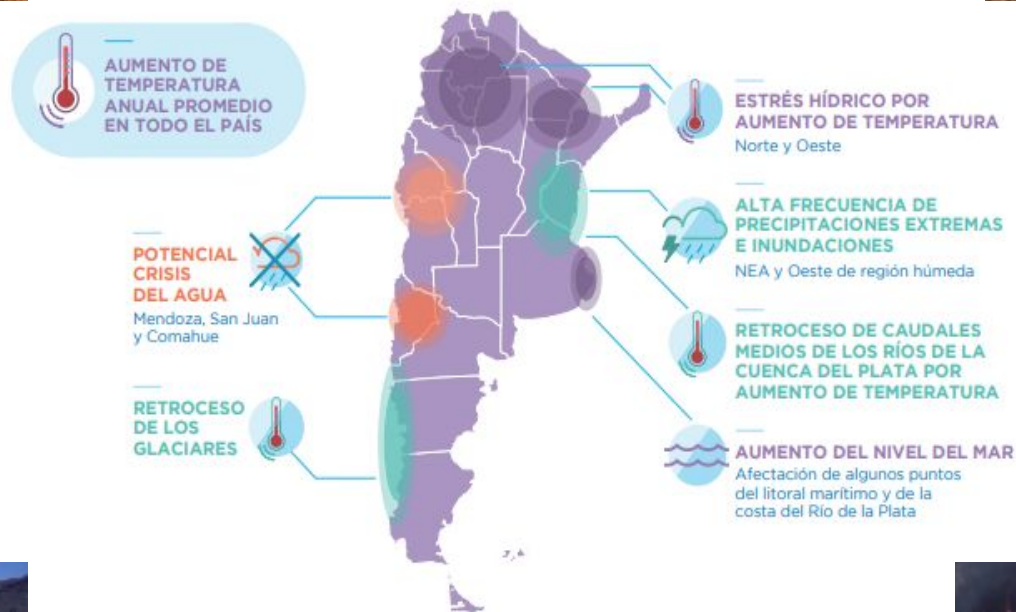 AUMENTO DE
TEMPERATURA
ANUAL PROMEDIO
EN TODO EL PAÍS
POTENCIAL
CRISIS
DEL AGUA
Mendoza, San Juan
y Comahue
RETROCESO
DE LOS
GLACIARES
ESTRÉS HÍDRICO POR
AUMENTO DE TEMPERATURA
Norte y Oeste
ALTA FRECUENCIA DE
PRECIPITACIONES EXTREMAS
E INUNDACIONES
NEA y Oeste de región húmeda
RETROCESO DE CAUDALES
MEDIOS DE LOS RÍOS DE LA
CUENCA DEL PLATA POR
AUMENTO DE TEMPERATURA
AUMENTO DEL NIVEL DEL MAR
Afectación de algunos puntos
del litoral marítimo y de la
costa del Río de la Plata